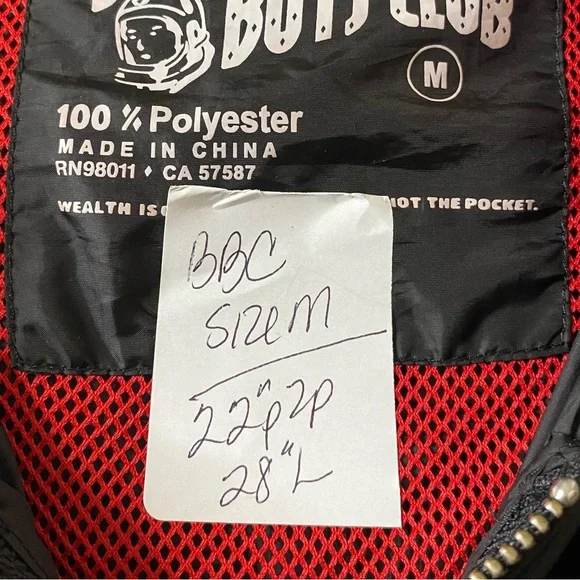 BOYS CLUB
M
100 % Polyester
MADE IN CHINA
RN98011 ♦ CA 57587
WEALTH IS OT THE POCKET.
BBC
Size m
22" p2p
28" L